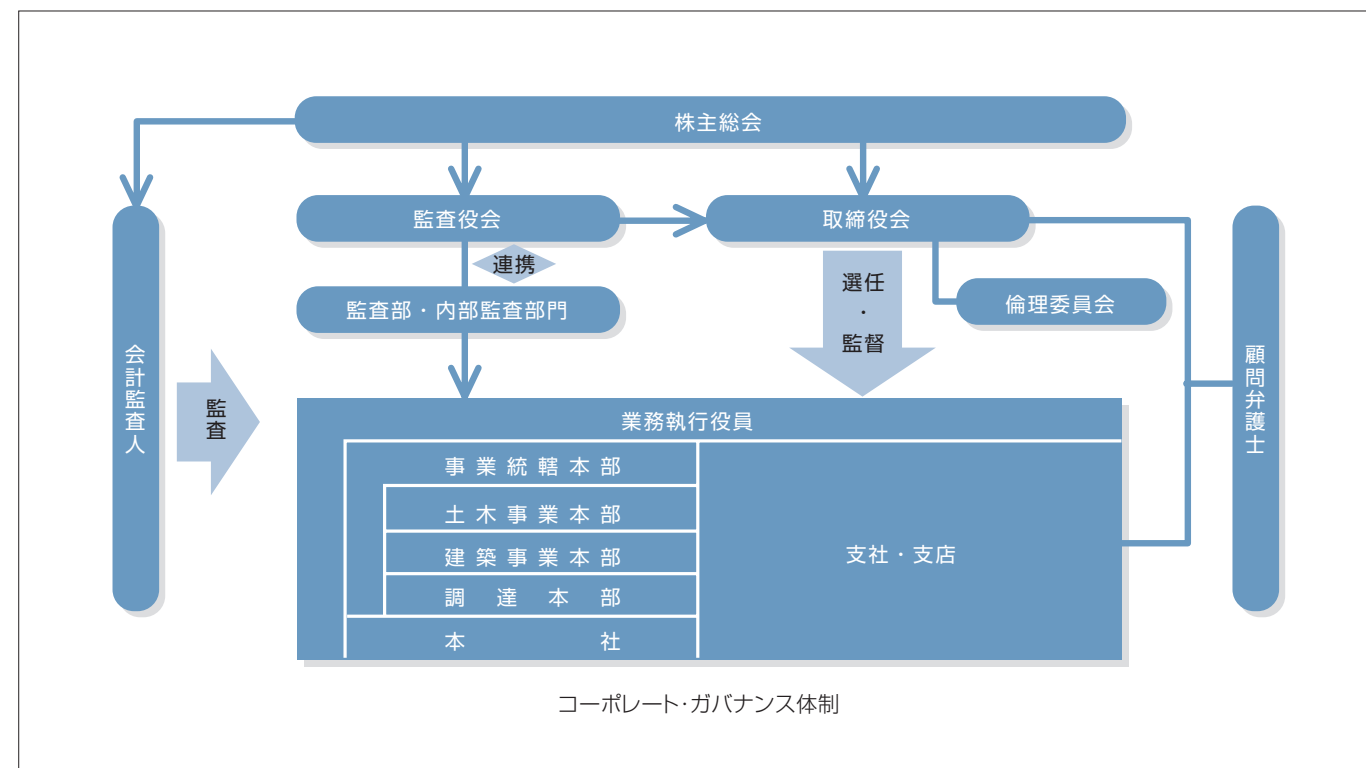 株主総会
監査役会
取締役会
連携
監査部・内部監査部門
選任
・
監督
倫理委員会
会計監査人
監査
顧問弁護士
業務執行役員
事業統轄本部
土木事業本部
建築事業本部
調達本部
本社
支社・支店
コーポレート・ガバナンス体制